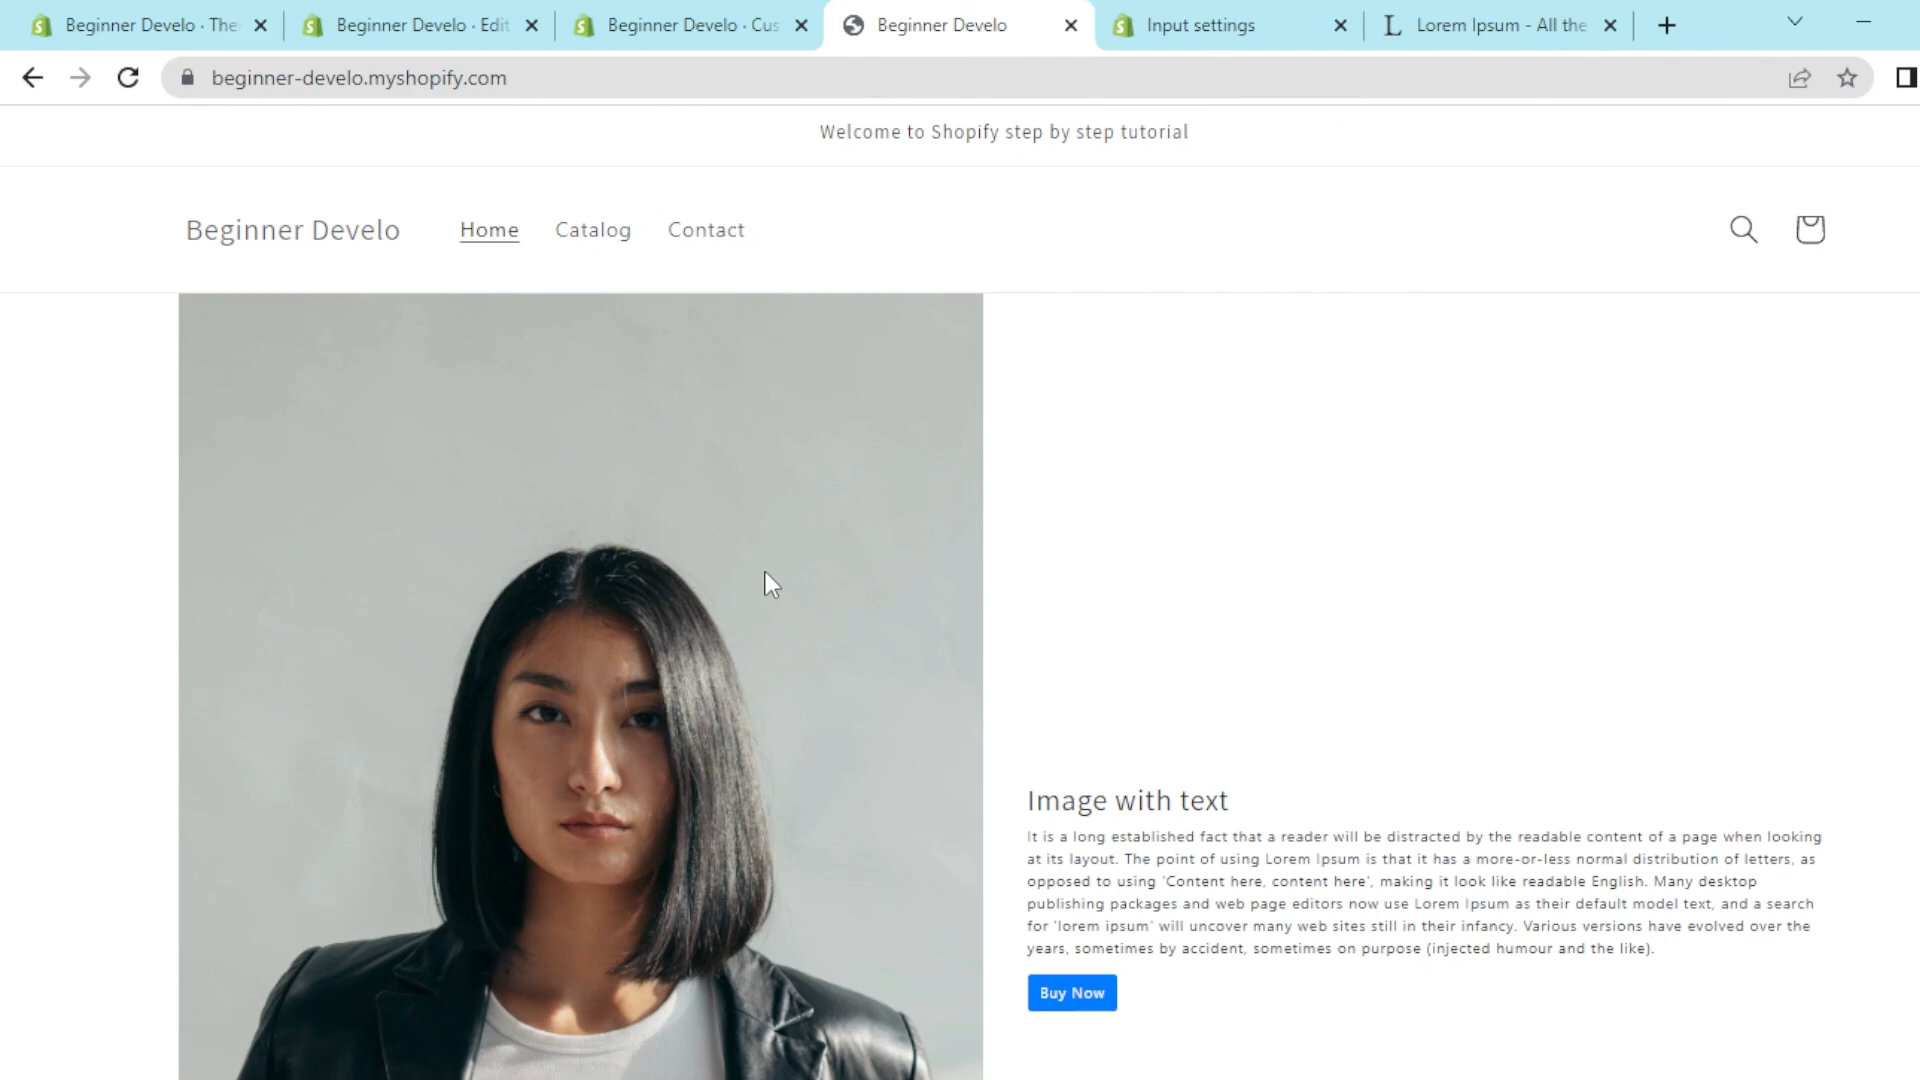 Beginner Develo · The
Beginner Develo · Edit
Beginner Develo · Cus
Beginner Develo
Input settings
Lorem Ipsum - All the
beginner-develo.myshopify.com
Welcome to Shopify step by step tutorial
Beginner Develo
Home
Catalog
Contact
Image with text
It is a long established fact that a reader will be distracted by the readable content of a page when looking
at its layout. The point of using Lorem Ipsum is that it has a more-or-less normal distribution of letters, as
opposed to using 'Content here, content here', making it look like readable English. Many desktop
publishing packages and web page editors now use Lorem Ipsum as their default model text, and a search
for 'lorem ipsum' will uncover many web sites still in their infancy. Various versions have evolved over the
years, sometimes by accident, sometimes on purpose (injected humour and the like).
Buy Now